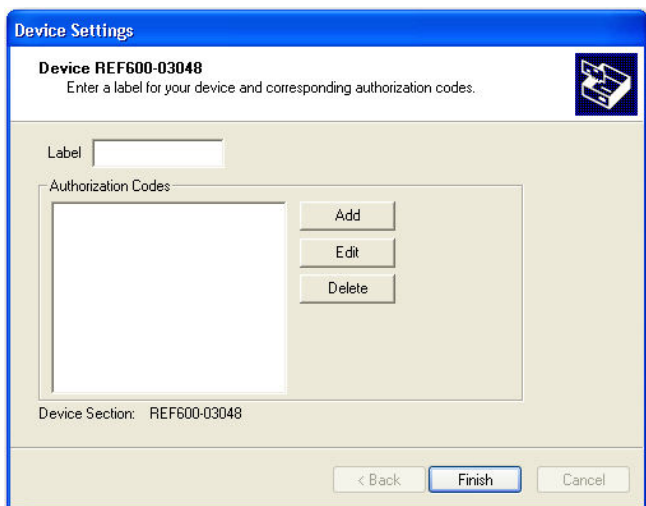 Device Settings
Device REF600-03048
Enter a label for your device and corresponding authorization codes.
Label
Authorization Codes
Add
Edit
Delete
Device Section: REF600-03048
< Back Finish Cancel